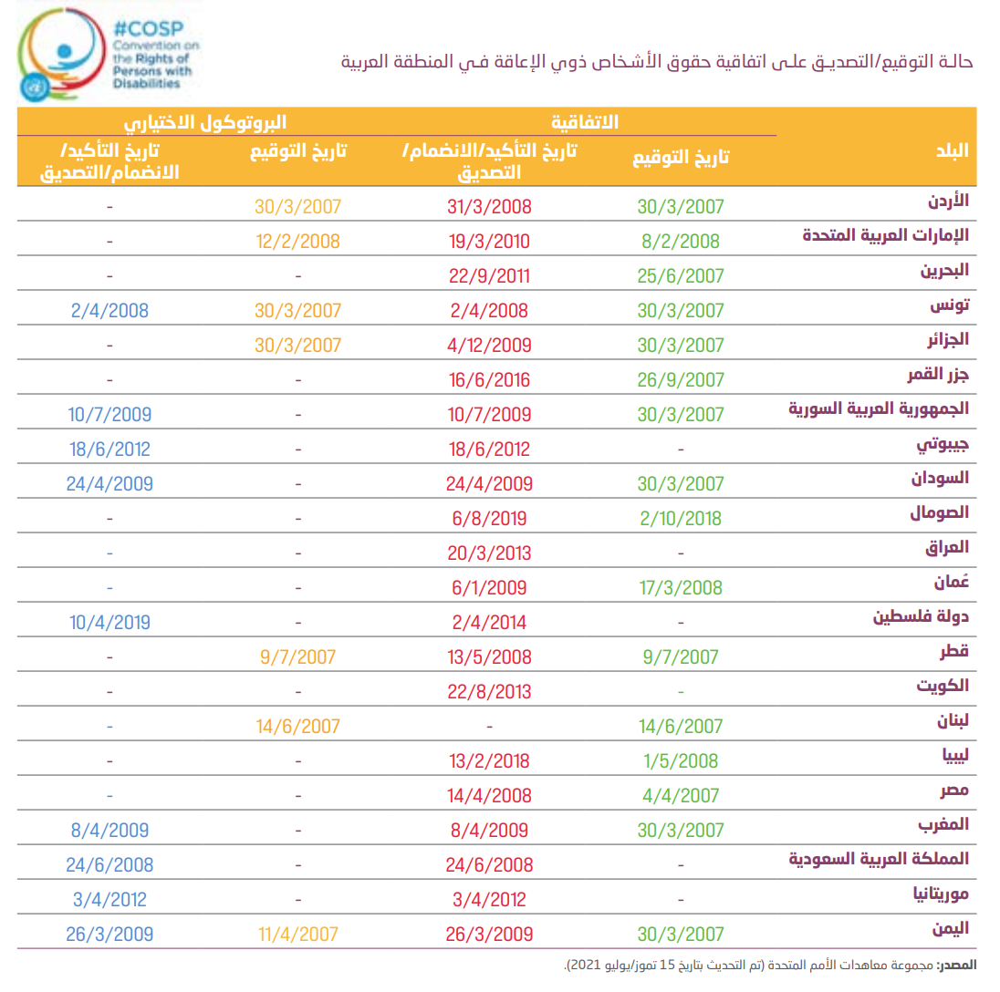 #COSP
Convention on
the Rights of
Persons with
Disabilities
حالة التوقيع/التصديق على اتفاقية حقوق الأشخاص ذوي الإعاقة في المنطقة العربية
البلد الاتفاقية البروتوكول الاختياري
تاريخ التوقيع تاريخ التأكيد/الانضمام/ تاريخ التوقيع تاريخ التأكيد/
التصديق الانضمام/التصديق
الأردن 30/3/2007 31/3/2008 30/3/2007 -
الإمارات العربية المتحدة 8/2/2008 19/3/2010 12/2/2008 -
البحرين 25/6/2007 22/9/2011 - -
تونس 30/3/2007 2/4/2008 30/3/2007 2/4/2008
الجزائر 30/3/2007 4/12/2009 30/3/2007 -
جزر القمر 26/9/2007 16/6/2016 - -
الجمهورية العربية السورية 30/3/2007 10/7/2009 - 10/7/2009
جيبوتي - 18/6/2012 - 18/6/2012
السودان 30/3/2007 24/4/2009 - 24/4/2009
الصومال 2/10/2018 6/8/2019 - -
العراق - 20/3/2013 - -
عُمان 17/3/2008 6/1/2009 - -
دولة فلسطين - 2/4/2014 - 10/4/2019
قطر 9/7/2007 13/5/2008 9/7/2007 -
الكويت - 22/8/2013 - -
لبنان 14/6/2007 - 14/6/2007 -
ليبيا 1/5/2008 13/2/2018 - -
مصر 4/4/2007 14/4/2008 - -
المغرب 30/3/2007 8/4/2009 - 8/4/2009
المملكة العربية السعودية - 24/6/2008 - 24/6/2008
موريتانيا - 3/4/2012 - 3/4/2012
اليمن 30/3/2007 26/3/2009 11/4/2007 26/3/2009
المصدر: مجموعة معاهدات الأمم المتحدة (تم التحديث بتاريخ 15 تموز/يوليو 2021).